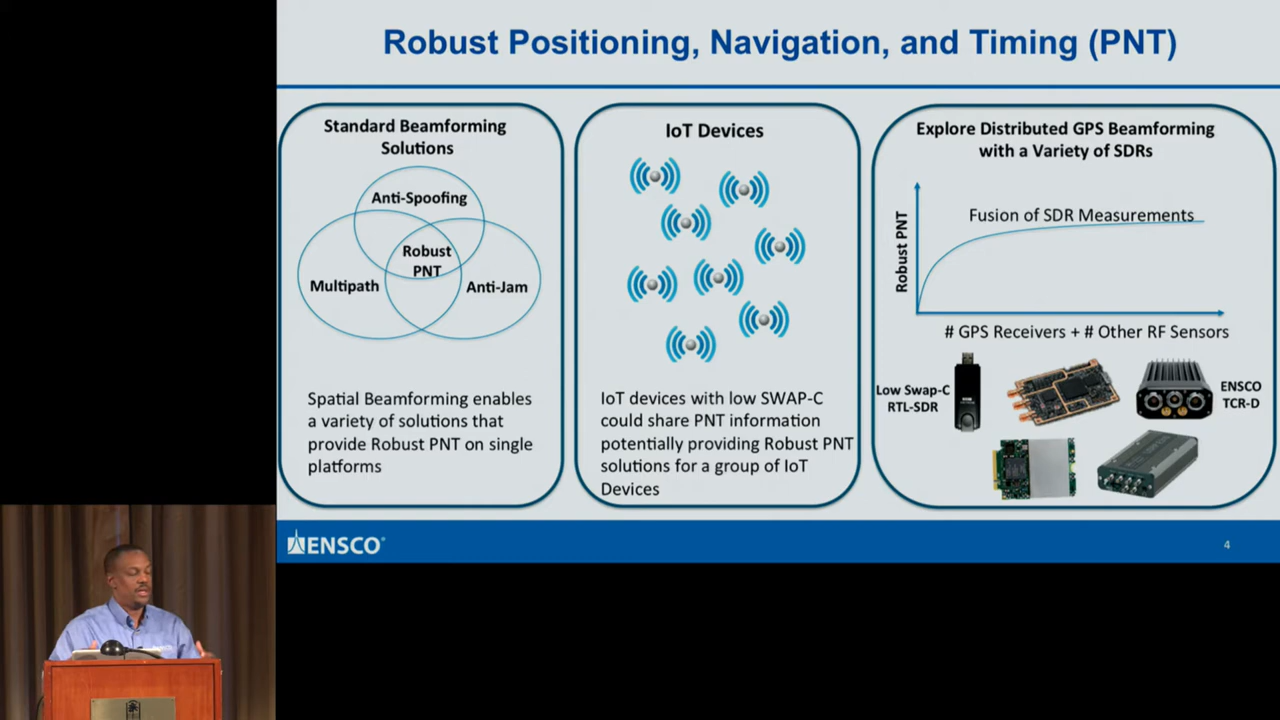 Robust Positioning, Navigation, and Timing (PNT)
Standard Beamforming
Solutions
Anti-Spoofing
Robust
PNT
Multipath
Anti-Jam
Spatial Beamforming enables
a variety of solutions that
provide Robust PNT on single
platforms
IoT Devices
IoT devices with low SWAP-C
could share PNT information
potentially providing Robust PNT
solutions for a group of IoT
Devices
Explore Distributed GPS Beamforming
with a Variety of SDRs
Robust PNT
Fusion of SDR Measurements
# GPS Receivers + # Other RF Sensors
Low Swap-C
RTL-SDR
ENSCO
TCR-D
ENSCO®
4